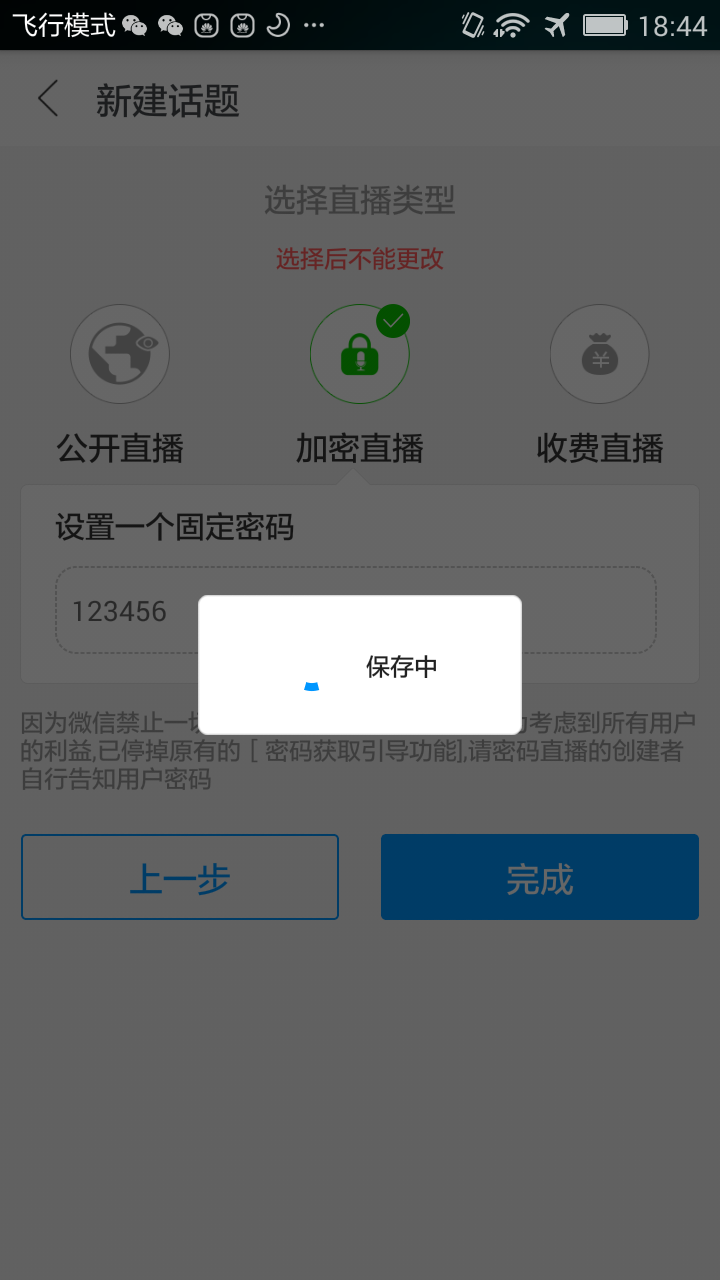 飞行模式 18:44
新建话题
选择直播类型
选择后不能更改
公开直播 加密直播 收费直播
设置一个固定密码
123456
保存中
因为微信禁止一 考虑到所有用户
的利益,已停掉原有的 [ 密码获取引导功能],请密码直播的创建者
自行告知用户密码
上一步 完成